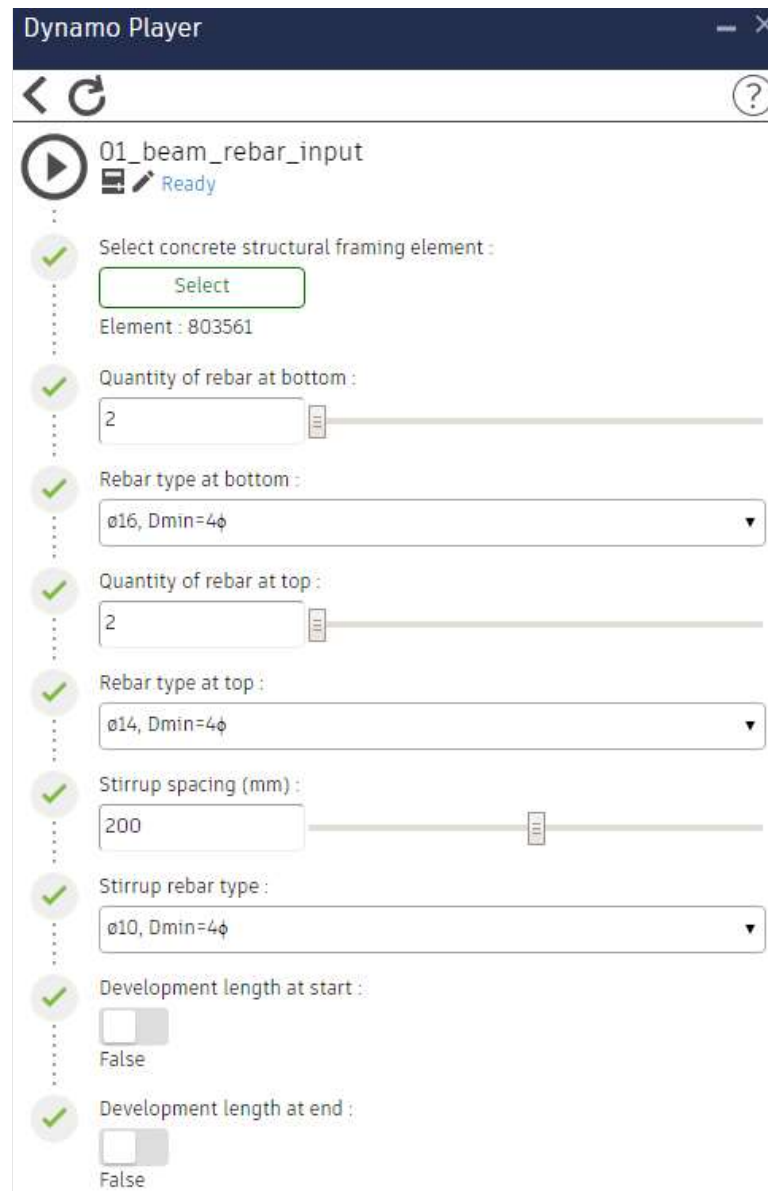 Dynamo Player
?
01_beam_rebar_input
Ready
Select concrete structural framing element :
Select
Element : 803561
Quantity of rebar at bottom :
2
Rebar type at bottom :
ø16, Dmin=4ϕ
Quantity of rebar at top :
2
Rebar type at top :
ø14, Dmin=4ϕ
Stirrup spacing (mm) :
200
Stirrup rebar type :
ø10, Dmin=4ϕ
Development length at start :
False
Development length at end :
False